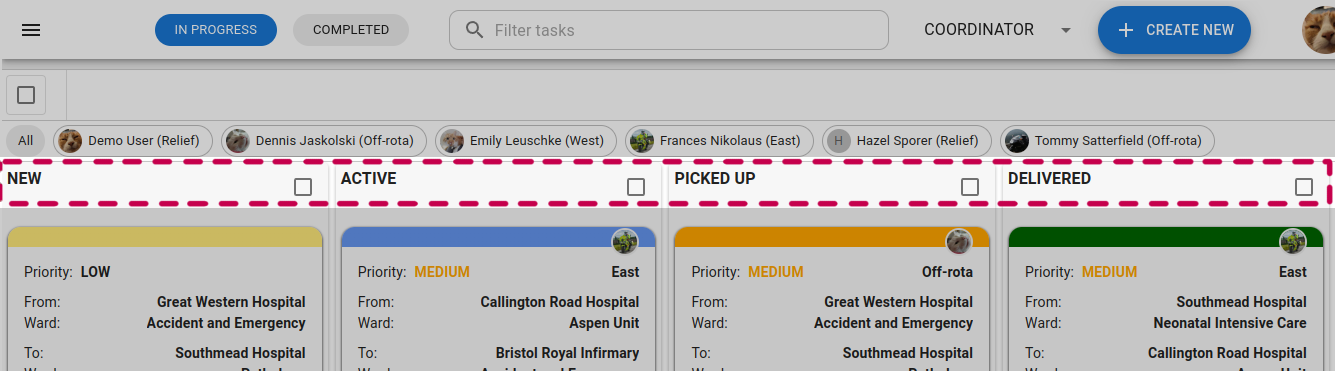 IN PROGRESS COMPLETED Filter tasks COORDINATOR CREATE NEW
All Demo User (Relief) Dennis Jaskolski (Off-rota) Emily Leuschke (West) Frances Nikolaus (East) H Hazel Sporer (Relief) Tommy Satterfield (Off-rota)
NEW ACTIVE PICKED UP DELIVERED
Priority: LOW
From: Great Western Hospital
Ward: Accident and Emergency
To: Southmead Hospital
Priority: MEDIUM East
From: Callington Road Hospital
Ward: Aspen Unit
To: Bristol Royal Infirmary
Priority: MEDIUM Off-rota
From: Great Western Hospital
Ward: Accident and Emergency
To: Southmead Hospital
Priority: MEDIUM East
From: Southmead Hospital
Ward: Neonatal Intensive Care
To: Callington Road Hospital